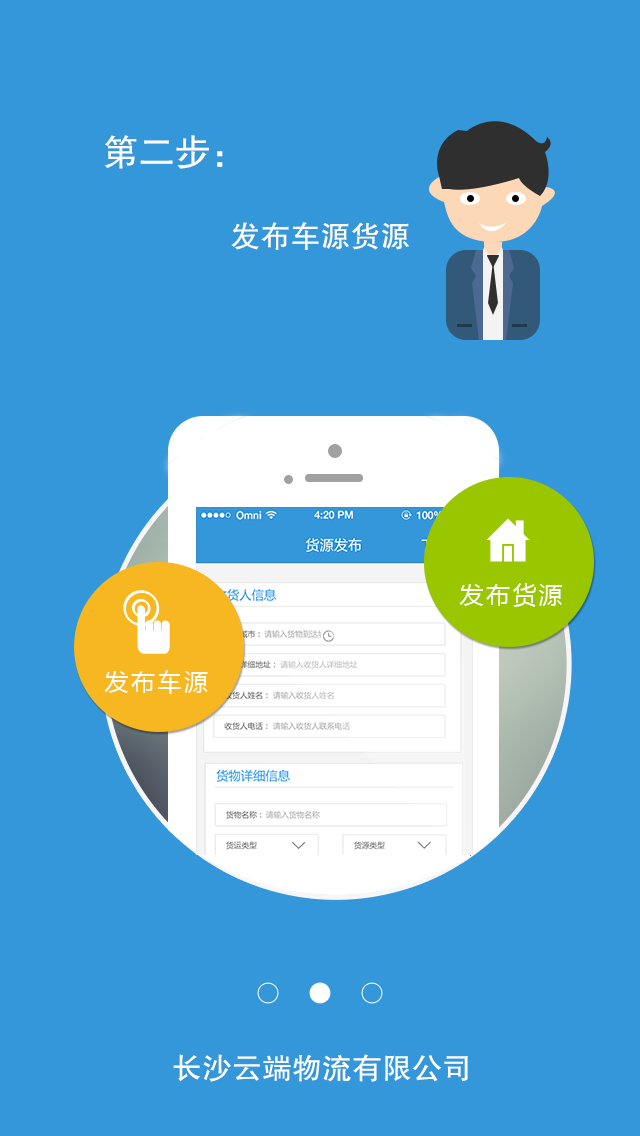 第二步：
发布车源货源
Omni 4:20 PM 100%
货源发布
货人信息
城市： 请输入货物到达
详细地址： 请输入收货人详细地址
收货人姓名： 请输入收货人姓名
收货人电话： 请输入收货人联系电话
货物详细信息
货物名称： 请输入货物名称
货运类型 货源类型
发布货源
发布车源
长沙云端物流有限公司